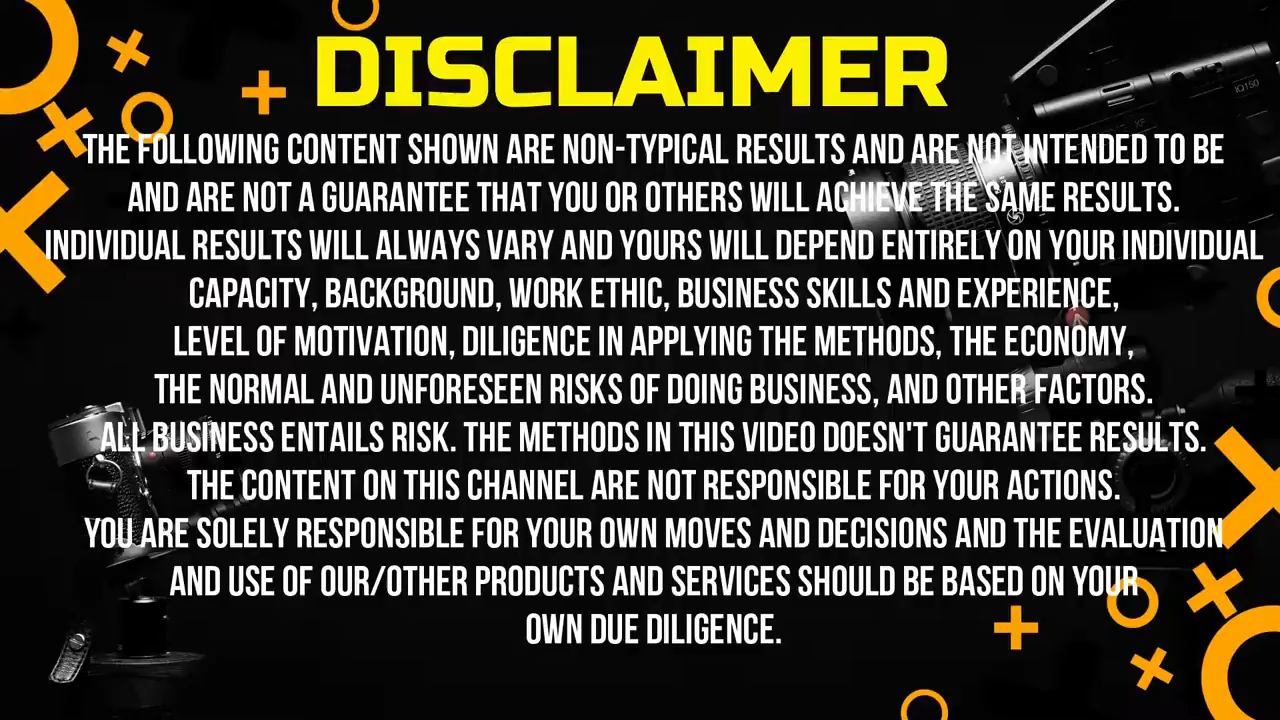 DISCLAIMER
THE FOLLOWING CONTENT SHOWN ARE NON-TYPICAL RESULTS AND ARE NOT INTENDED TO BE
AND ARE NOT A GUARANTEE THAT YOU OR OTHERS WILL ACHIEVE THE SAME RESULTS.
INDIVIDUAL RESULTS WILL ALWAYS VARY AND YOURS WILL DEPEND ENTIRELY ON YOUR INDIVIDUAL
CAPACITY, BACKGROUND, WORK ETHIC, BUSINESS SKILLS AND EXPERIENCE,
LEVEL OF MOTIVATION, DILIGENCE IN APPLYING THE METHODS, THE ECONOMY,
THE NORMAL AND UNFORESEEN RISKS OF DOING BUSINESS, AND OTHER FACTORS.
ALL BUSINESS ENTAILS RISK. THE METHODS IN THIS VIDEO DOESN'T GUARANTEE RESULTS.
THE CONTENT ON THIS CHANNEL ARE NOT RESPONSIBLE FOR YOUR ACTIONS.
YOU ARE SOLELY RESPONSIBLE FOR YOUR OWN MOVES AND DECISIONS AND THE EVALUATION
AND USE OF OUR/OTHER PRODUCTS AND SERVICES SHOULD BE BASED ON YOUR
OWN DUE DILIGENCE.
IQ150